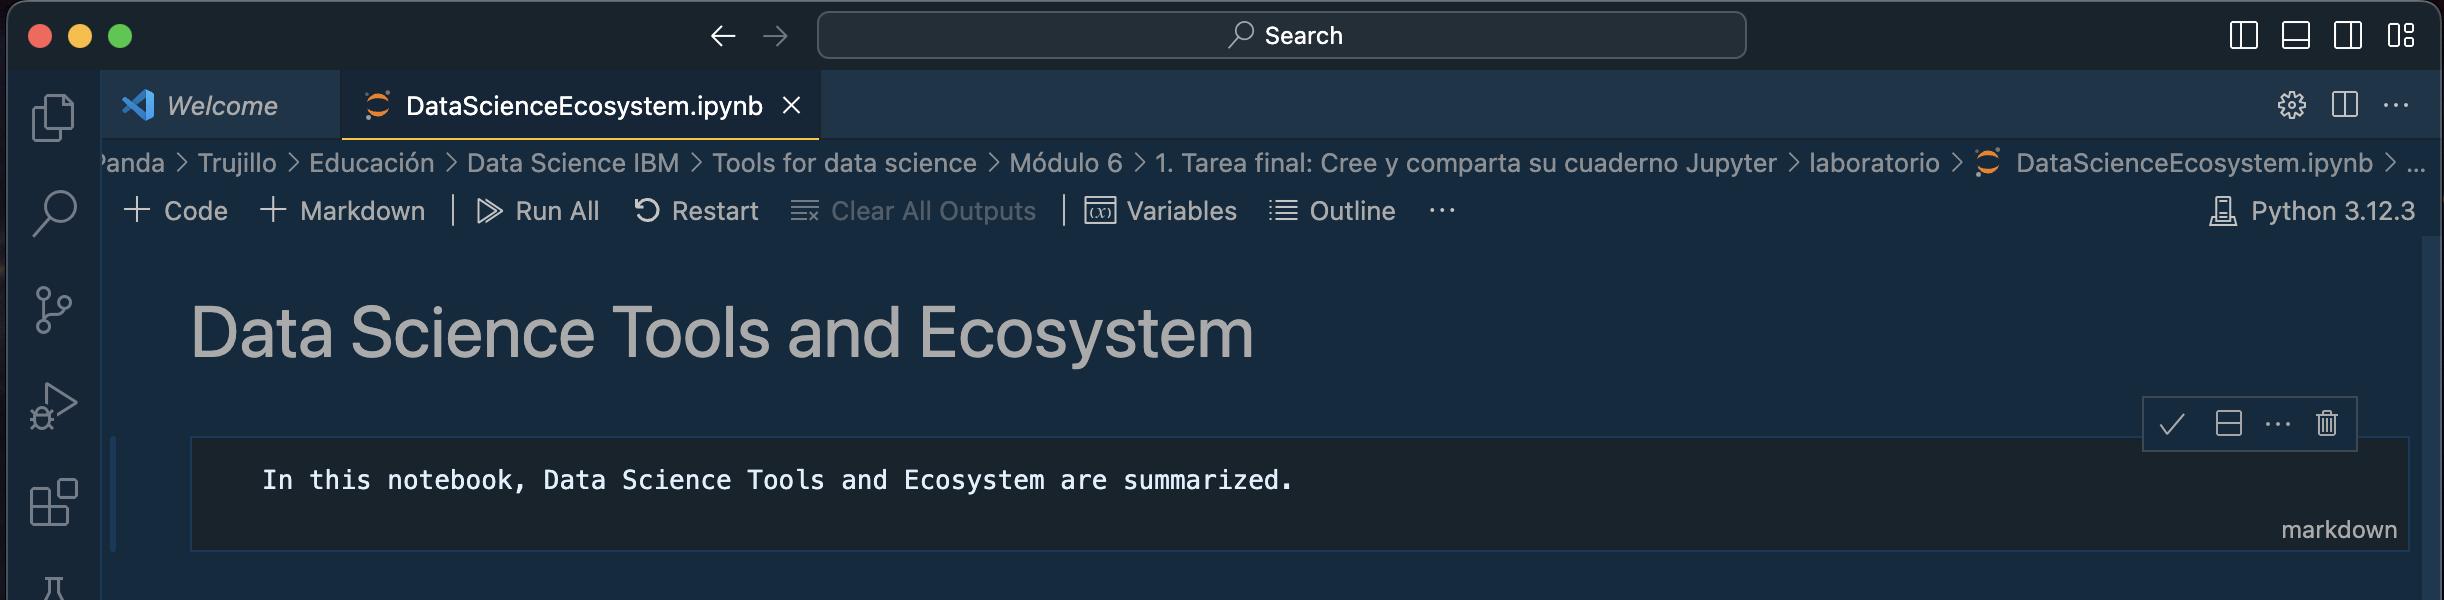 Search
Welcome DataScienceEcosystem.ipynb
Panda > Trujillo > Educación > Data Science IBM > Tools for data science > Módulo 6 > 1. Tarea final: Cree y comparta su cuaderno Jupyter > laboratorio > DataScienceEcosystem.ipynb > ...
+ Code + Markdown | Run All Restart Clear All Outputs | (x) Variables Outline ... Python 3.12.3
Data Science Tools and Ecosystem
In this notebook, Data Science Tools and Ecosystem are summarized.
markdown